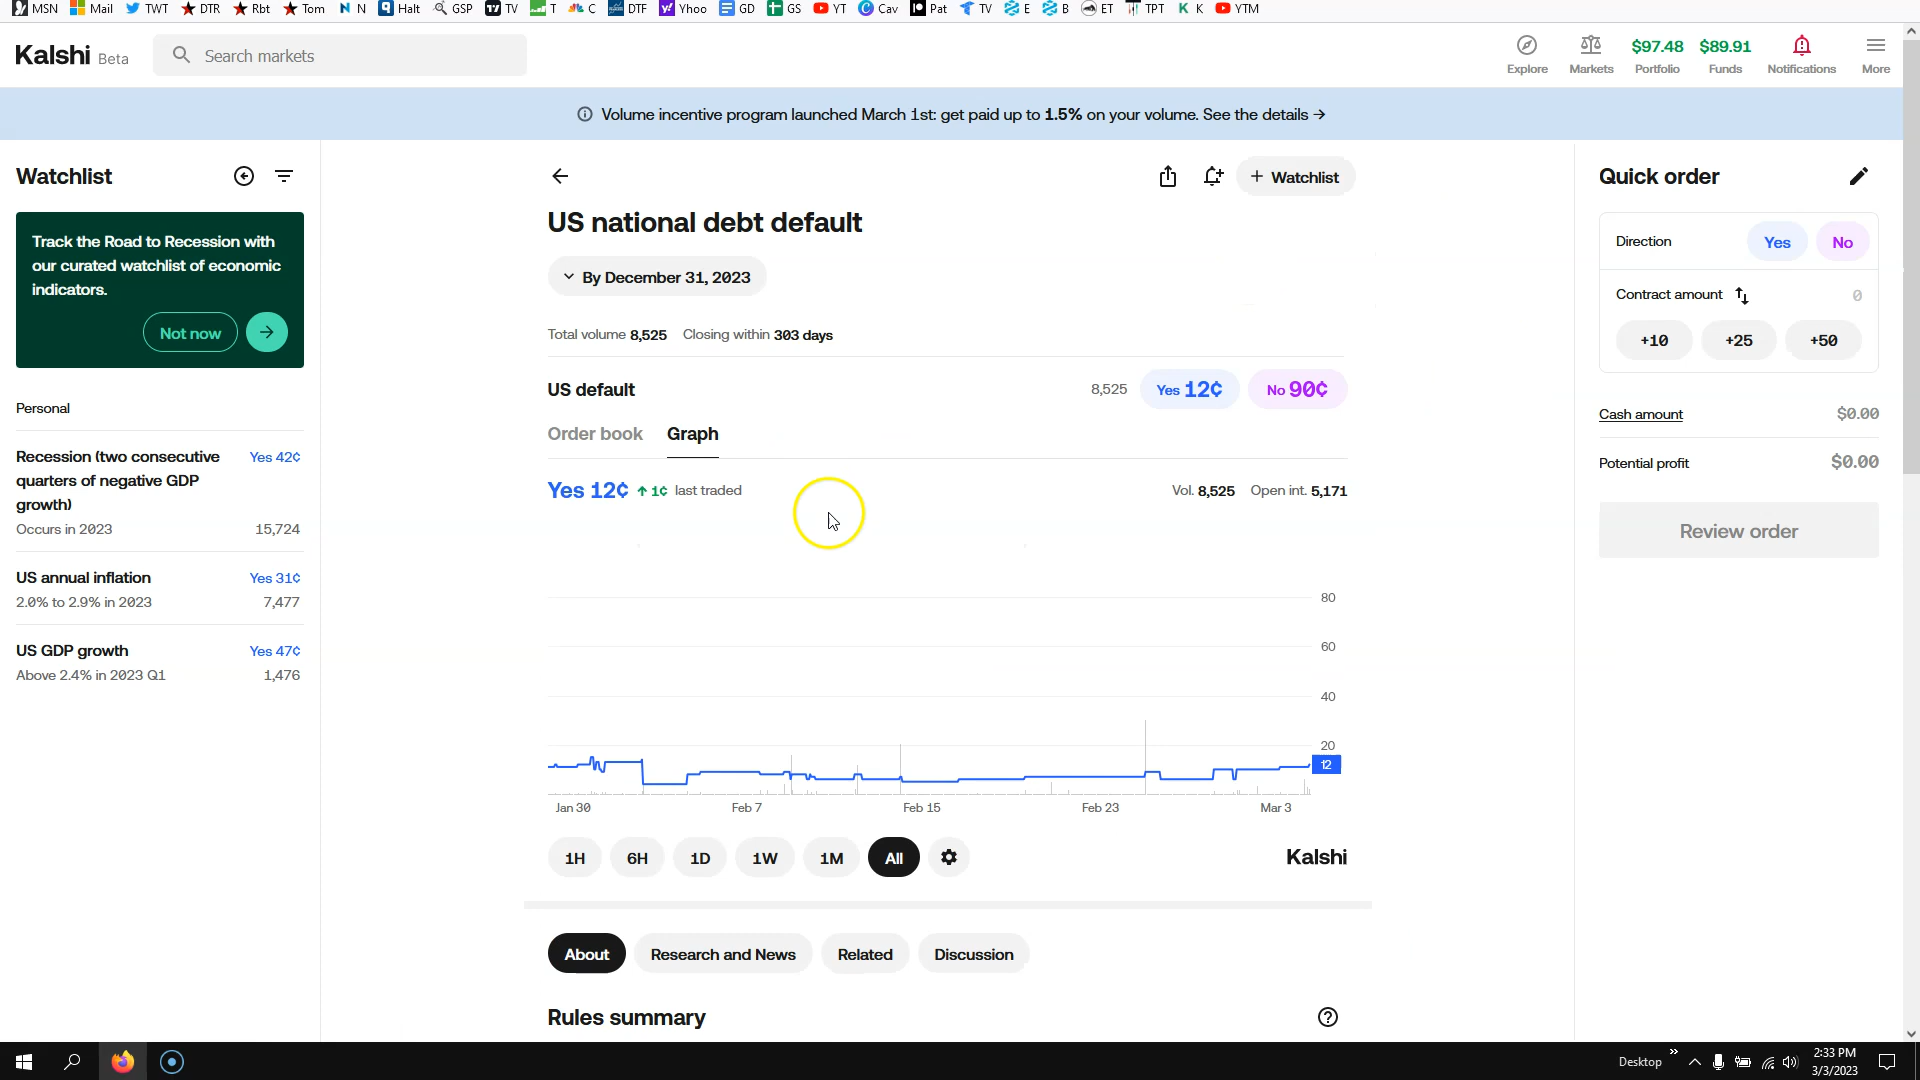 MSN Mail TWT DTR Rbt Tom N Halt GSP TV T C DTF Yhoo GD GS YT Cav Pat TV E B ET TPT K YTM
Kalshi Beta
Search markets
Explore
Markets
$97.48
Portfolio
$89.91
Funds
Notifications
More
Volume incentive program launched March 1st: get paid up to 1.5% on your volume. See the details →
Watchlist
Track the Road to Recession with
our curated watchlist of economic
indicators.
Not now
Personal
Recession (two consecutive
quarters of negative GDP
growth)
Yes 42¢
Occurs in 2023
15,724
US annual inflation
Yes 31¢
2.0% to 2.9% in 2023
7,477
US GDP growth
Yes 47¢
Above 2.4% in 2023 Q1
1,476
+ Watchlist
US national debt default
By December 31, 2023
Total volume 8,525 Closing within 303 days
US default
8,525
Yes 12¢
No 90¢
Order book
Graph
Yes 12¢ ↑ 1¢ last traded
Vol. 8,525 Open int. 5,171
80
60
40
20
12
Jan 30
Feb 7
Feb 15
Feb 23
Mar 3
1H
6H
1D
1W
1M
All
Kalshi
About
Research and News
Related
Discussion
Rules summary
Quick order
Direction
Yes
No
Contract amount
0
+10
+25
+50
Cash amount
$0.00
Potential profit
$0.00
Review order
Desktop
2:33 PM
3/3/2023